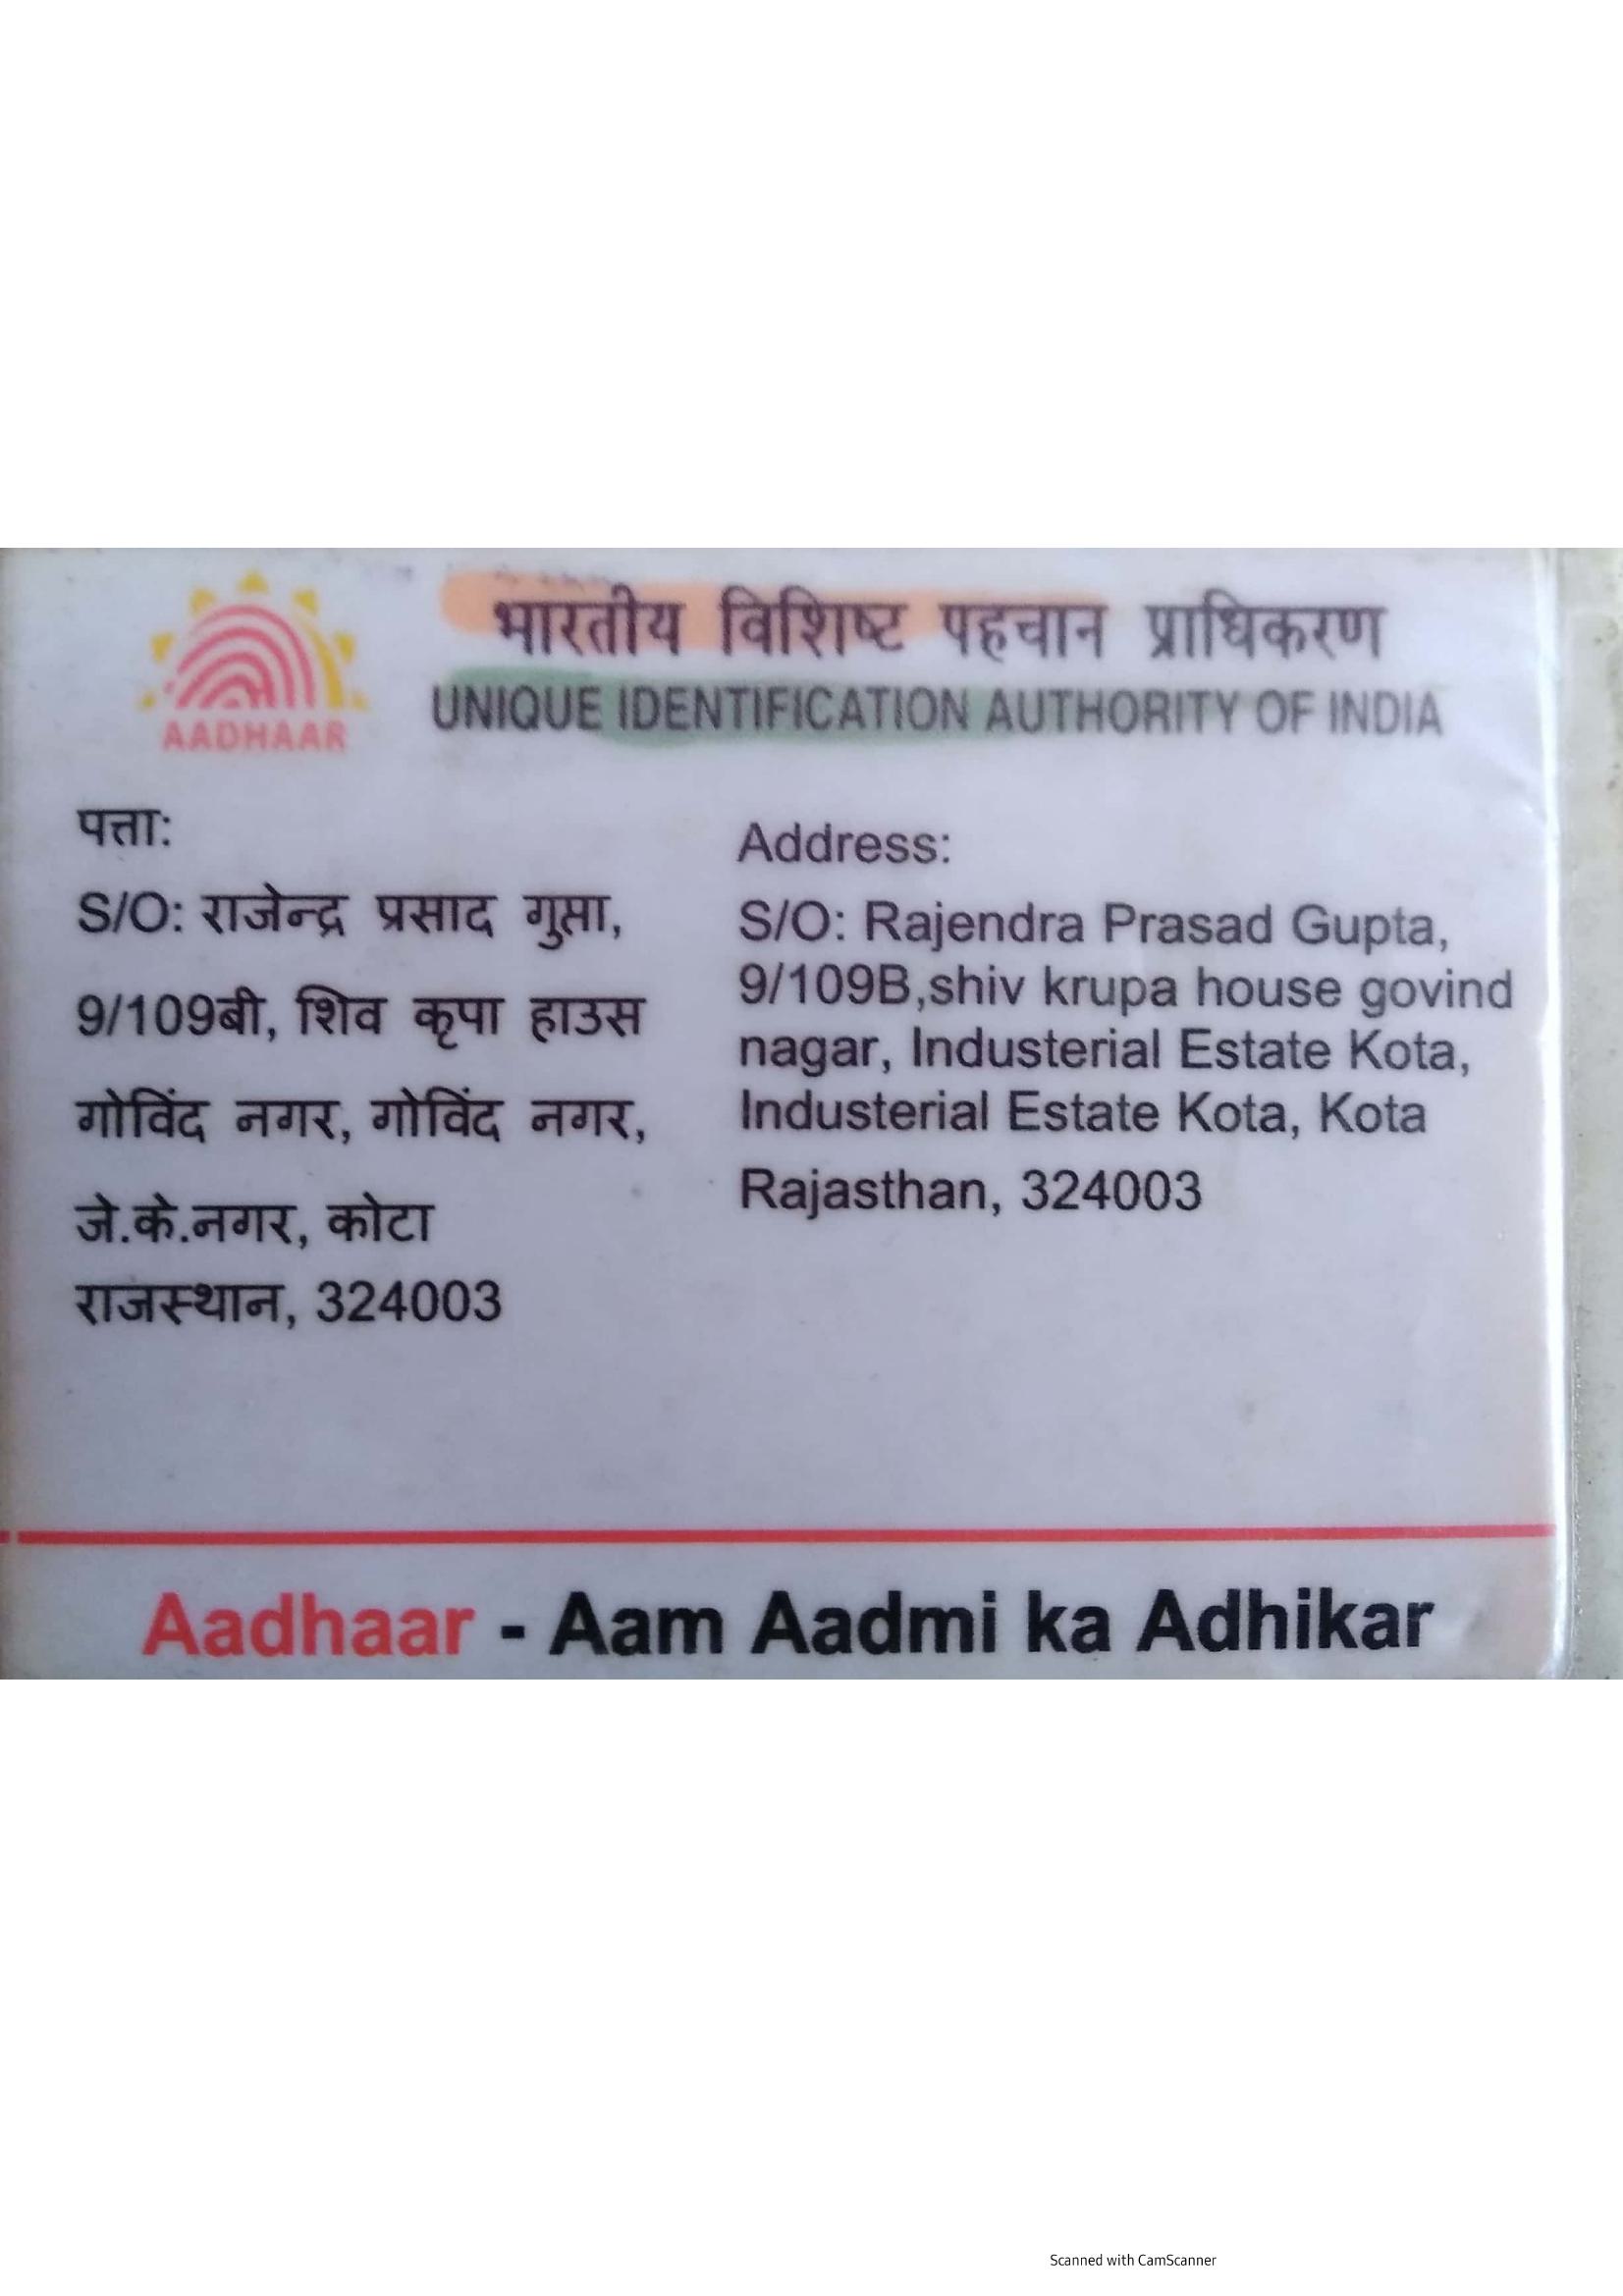 भारतीय विशिष्ट पहचान प्राधिकरण
UNIQUE IDENTIFICATION AUTHORITY OF INDIA
AADHAAR
पत्ता:
S/O: राजेन्द्र प्रसाद गुप्ता,
9/109बी, शिव कृपा हाउस
गोविंद नगर, गोविंद नगर,
जे.के.नगर, कोटा
राजस्थान, 324003
Address:
S/O: Rajendra Prasad Gupta,
9/109B,shiv krupa house govind
nagar, Industerial Estate Kota,
Industerial Estate Kota, Kota
Rajasthan, 324003
Aadhaar - Aam Aadmi ka Adhikar
Scanned with CamScanner